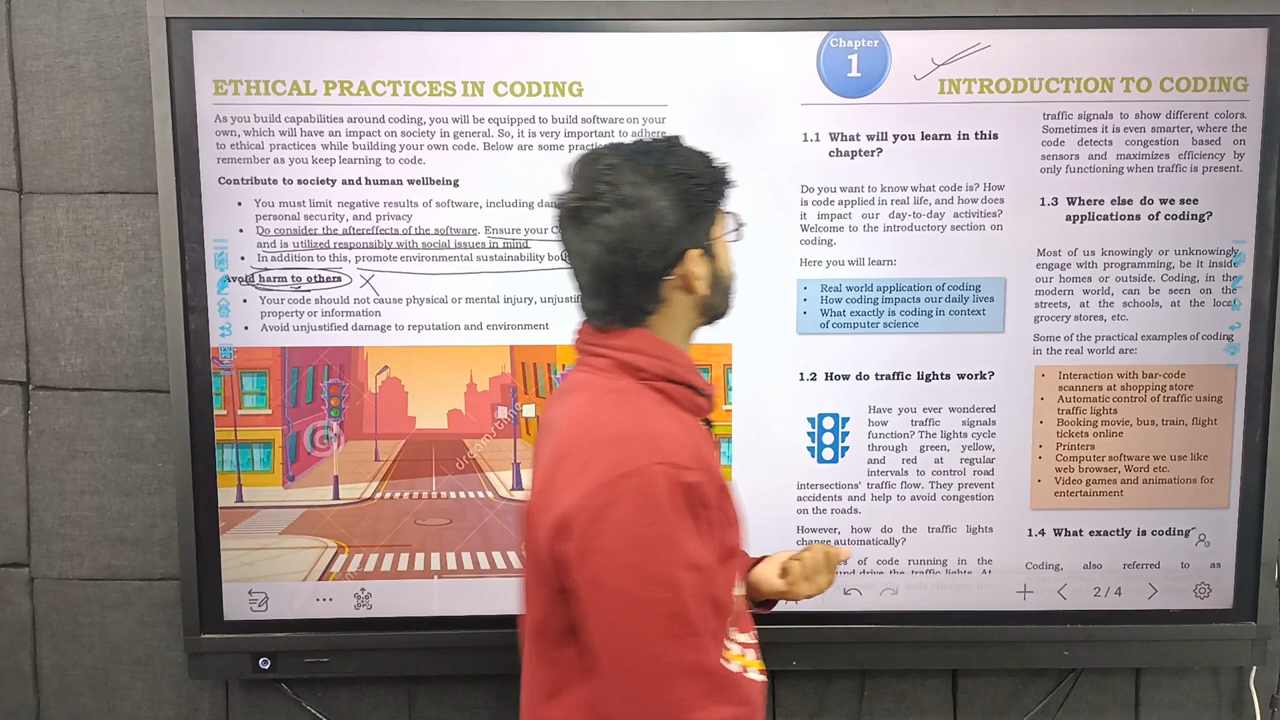 ETHICAL PRACTICES IN CODING
As you build capabilities around coding, you will be equipped to build software on your
own, which will have an impact on society in general. So, it is very important to adhere
to ethical practices while building your own code. Below are some
remember as you keep learning to code.
Contribute to society and human wellbeing
• You must limit negative results of software, including
personal security, and privacy
• Do consider the aftereffects of the software. Ensure your
and is utilized responsibly with social issues in mind.
• In addition to this, promote environmental sustainability
Avoid harm to others
• Your code should not cause physical or mental injury,
property or information
• Avoid unjustified damage to reputation and environment
dreamstime
Chapter
1
INTRODUCTION TO CODING
1.1 What will you learn in this
chapter?
Do you want to know what code is? How
is code applied in real life, and how does
it impact our day-to-day activities?
Welcome to the introductory section on
coding.
Here you will learn:
• Real world application of coding
• How coding impacts our daily lives
• What exactly is coding in context
of computer science
1.2 How do traffic lights work?
Have you ever wondered
how traffic signals
function? The lights cycle
through green, yellow,
and red at regular
intervals to control road
intersections' traffic flow. They prevent
accidents and help to avoid congestion
on the roads.
However, how do the traffic lights
change automatically?
of code running in the
drive the traffic lights. At
traffic signals to show different colors.
Sometimes it is even smarter, where the
code detects congestion based on
sensors and maximizes efficiency by
only functioning when traffic is present.
1.3 Where else do we see
applications of coding?
Most of us knowingly or unknowingly
engage with programming, be it inside
our homes or outside. Coding, in the
modern world, can be seen on the
streets, at the schools, at the local
grocery stores, etc.
Some of the practical examples of coding
in the real world are:
• Interaction with bar-code
scanners at shopping store
• Automatic control of traffic using
traffic lights
• Booking movie, bus, train, flight
tickets online
• Printers
• Computer software we use like
web browser, Word etc.
• Video games and animations for
entertainment
1.4 What exactly is coding
Coding, also referred to as
2/4